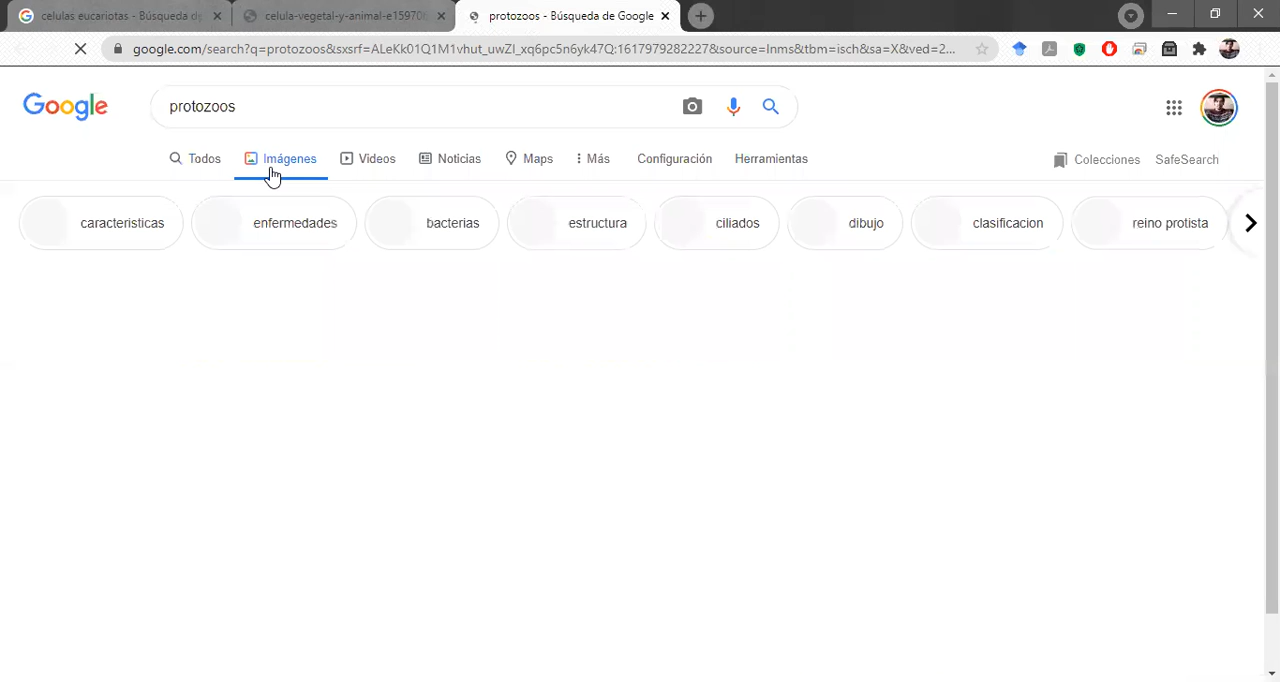 celulas eucariotas - Búsqueda de
celula-vegetal-y-animal-e15970
protozoos - Búsqueda de Google
google.com/search?q=protozoos&sxsrf=ALeKk01Q1M1vhut_uwZI_xq6pc5n6yk47Q:1617979282227&source=lnms&tbm=isch&sa=X&ved=2...
Google
protozoos
Todos Imágenes Videos Noticias Maps Más Configuración Herramientas Colecciones SafeSearch
caracteristicas enfermedades bacterias estructura ciliados dibujo clasificacion reino protista